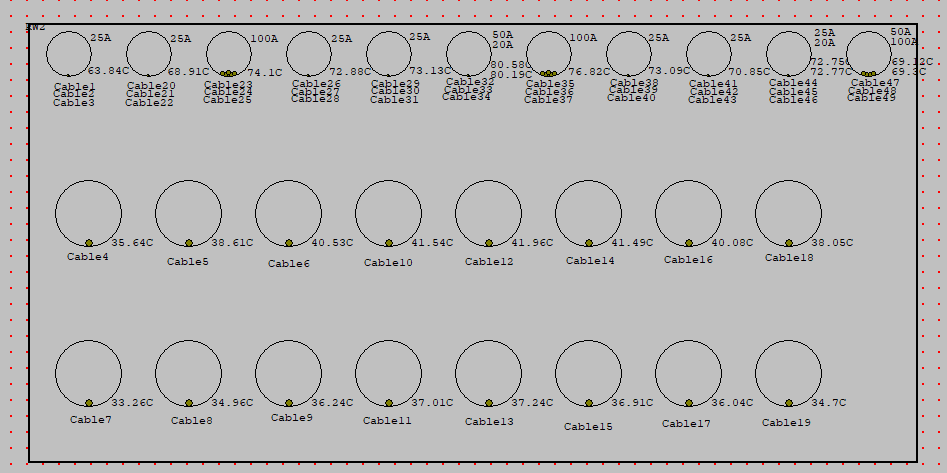 RW2
25A 25A 100A 25A 25A 50A 20A 100A 25A 25A 25A 20A 50A 100A
63.84C 68.91C 74.1C 72.88C 73.13C 80.58C 80.19C 76.82C 73.09C 70.85C 72.75C 72.77C 69.12C 69.3C
Cable1 Cable20 Cable23 Cable26 Cable29 Cable32 Cable35 Cable38 Cable41 Cable44 Cable47
Cable2 Cable21 Cable24 Cable27 Cable30 Cable33 Cable36 Cable39 Cable42 Cable45 Cable48
Cable3 Cable22 Cable25 Cable28 Cable31 Cable34 Cable37 Cable40 Cable43 Cable46 Cable49
35.64C 38.61C 40.53C 41.54C 41.96C 41.49C 40.08C 38.05C
Cable4 Cable5 Cable6 Cable10 Cable12 Cable14 Cable16 Cable18
33.26C 34.96C 36.24C 37.01C 37.24C 36.91C 36.04C 34.7C
Cable7 Cable8 Cable9 Cable11 Cable13 Cable15 Cable17 Cable19